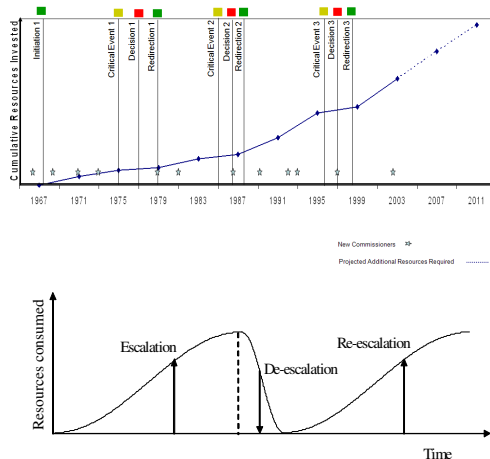 Cumulative Resources Invested
Initiation 1
Critical Event 1
Decision 1
Redirection 1
Critical Event 2
Decision 2
Redirection 2
Critical Event 3
Decision 3
Redirection 3
1967 1971 1975 1979 1983 1987 1991 1995 1999 2003 2007 2011
New Commissioners
Projected Additional Resources Required
Resources consumed
Escalation
De-escalation
Re-escalation
Time